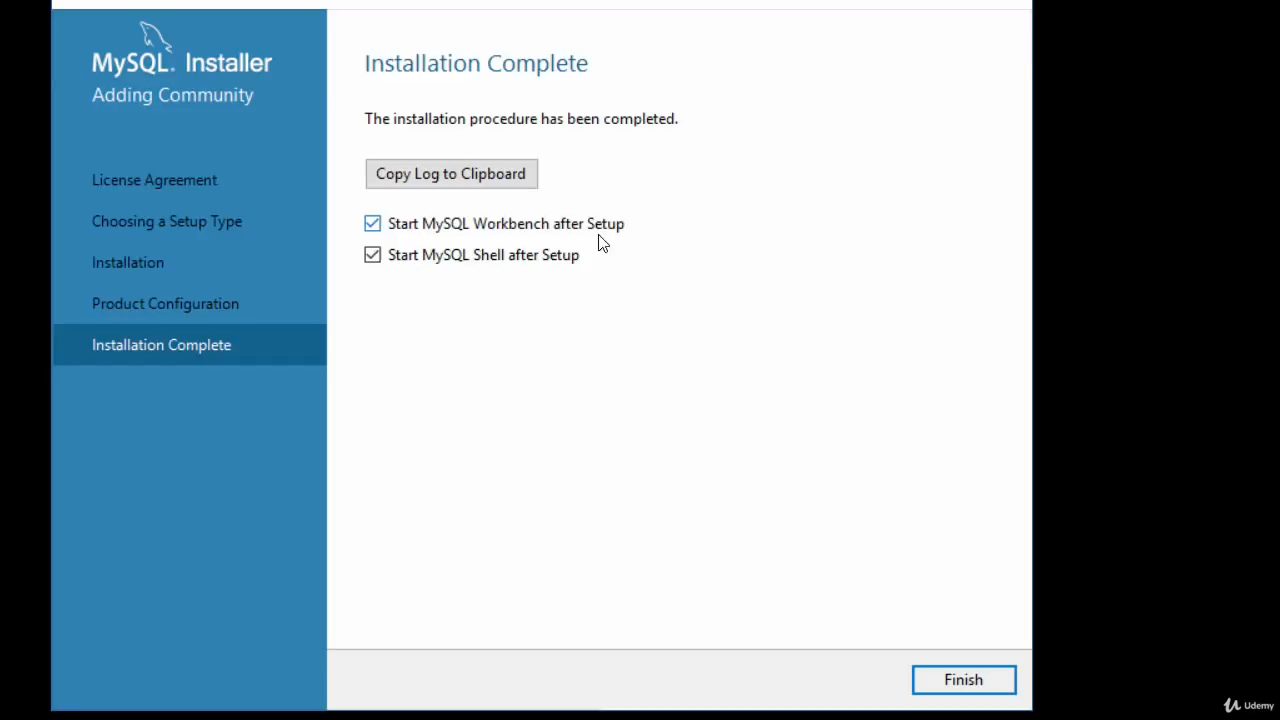 MySQL. Installer
Adding Community
License Agreement
Choosing a Setup Type
Installation
Product Configuration
Installation Complete
Installation Complete
The installation procedure has been completed.
Copy Log to Clipboard
Start MySQL Workbench after Setup
Start MySQL Shell after Setup
Finish
Udemy